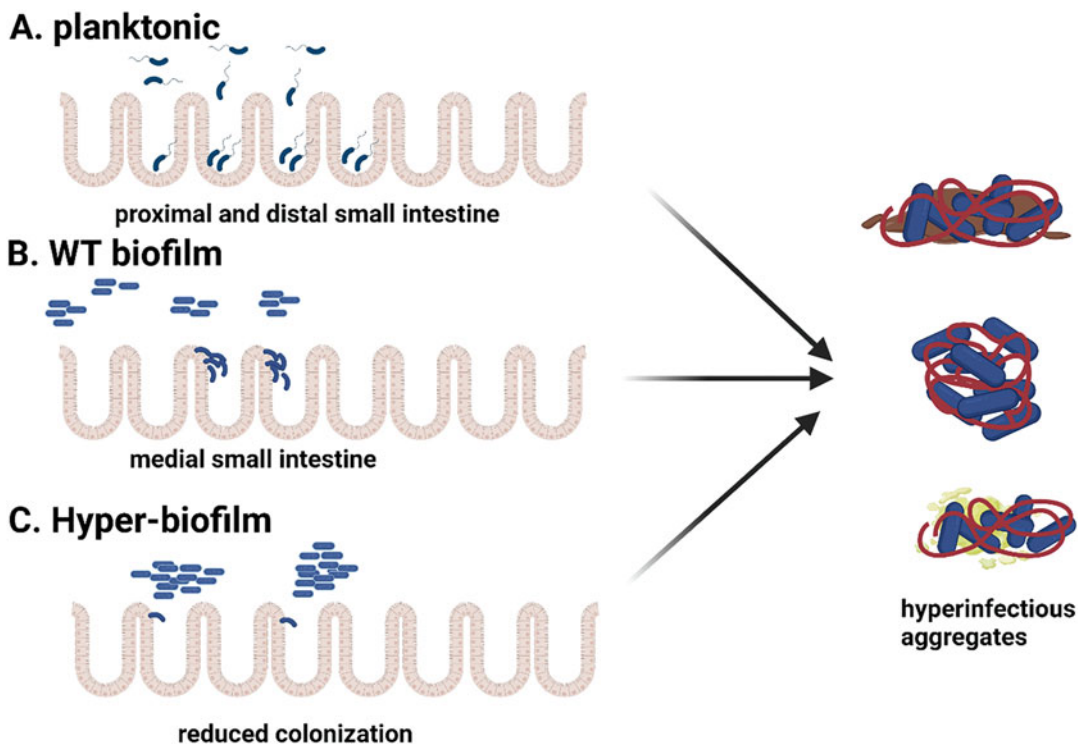 A. planktonic
proximal and distal small intestine
B. WT biofilm
medial small intestine
C. Hyper-biofilm
reduced colonization
hyperinfectious
aggregates